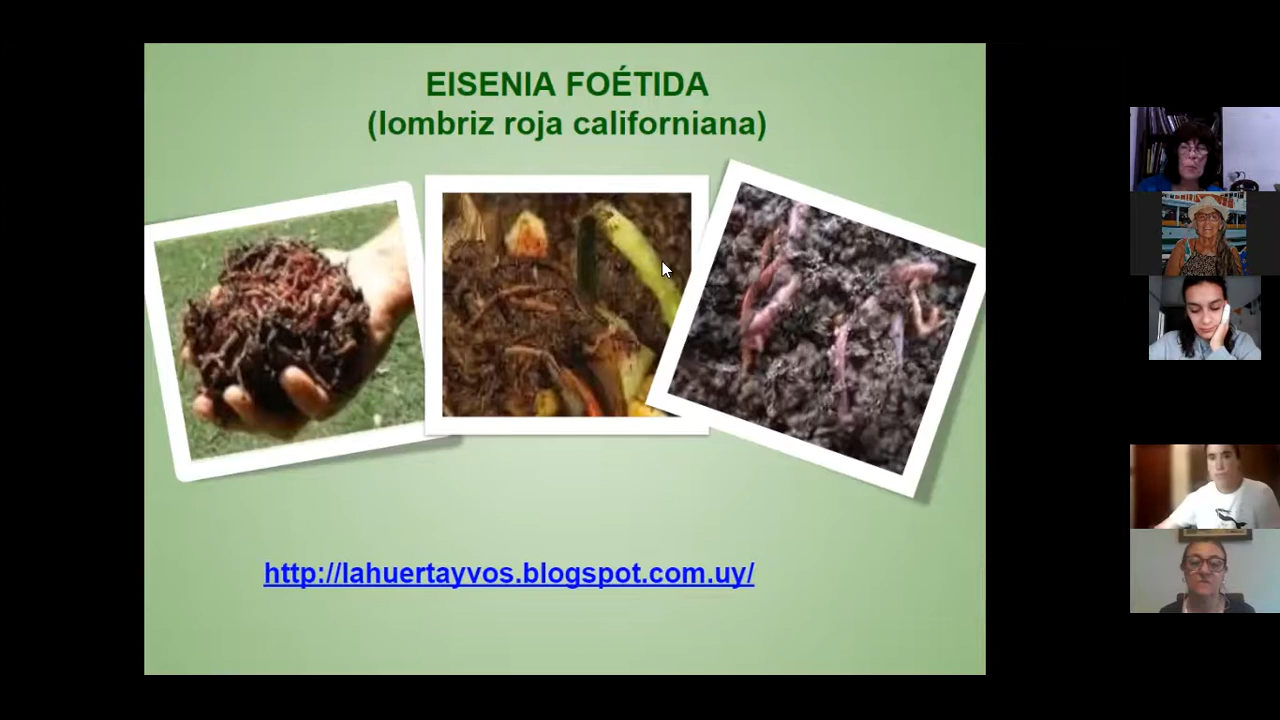 EISENIA FOÉTIDA
(lombriz roja californiana)
http://lahuertayvos.blogspot.com.uy/